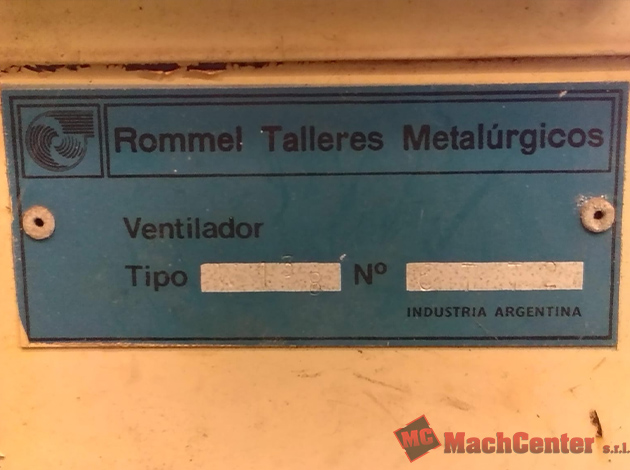 Rommel Talleres Metalúrgicos
Ventilador
Tipo Nº
INDUSTRIA ARGENTINA
MC MachCenter s.r.l.